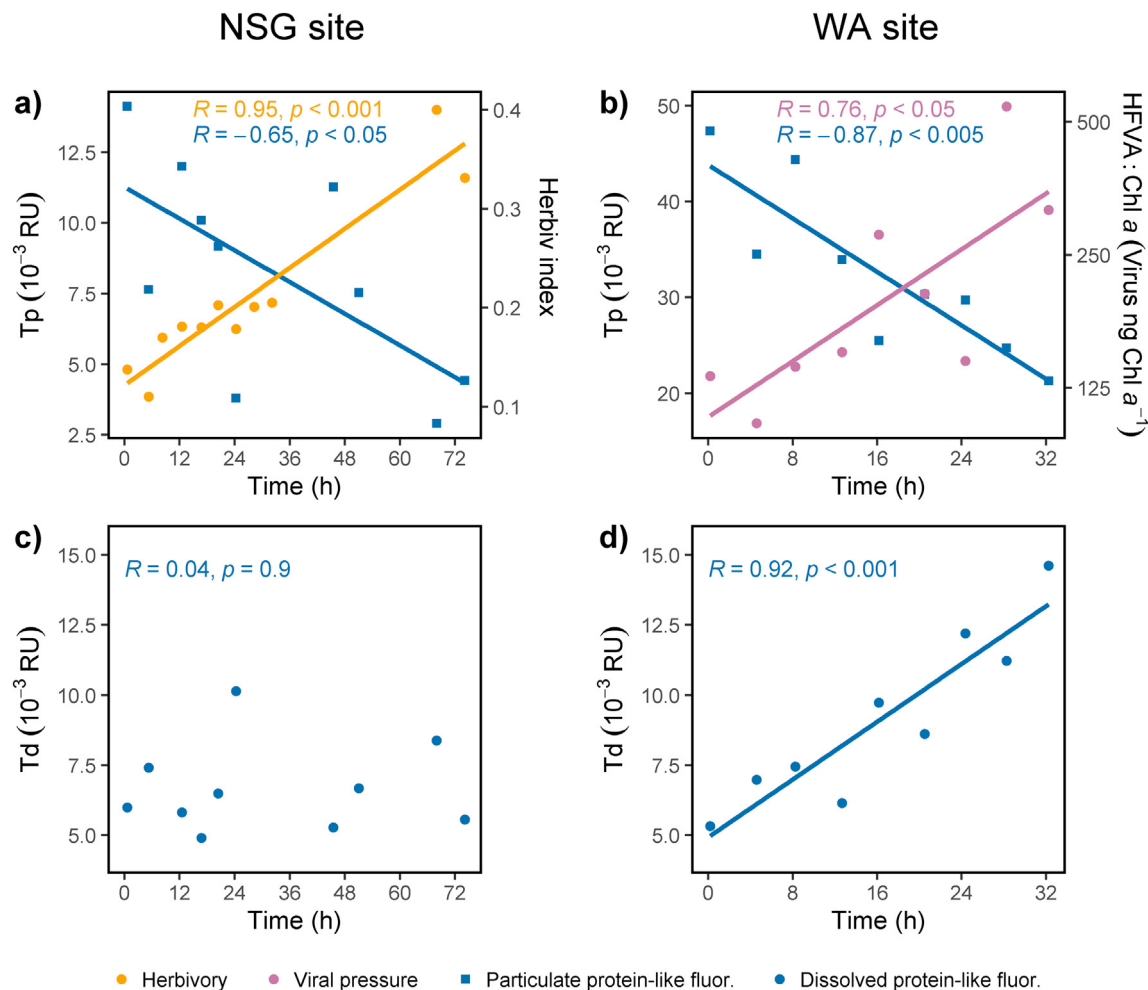 NSG site
WA site
a)
R = 0.95, p < 0.001
R = −0.65, p < 0.05
Tp (10⁻³ RU)
12.5
10.0
7.5
5.0
2.5
0.4
0.3
0.2
0.1
Herbiv index
0 12 24 36 48 60 72
Time (h)
b)
R = 0.76, p < 0.05
R = −0.87, p < 0.005
Tp (10⁻³ RU)
50
40
30
20
500
250
125
HFVA : Chl a (Virus ng Chl a⁻¹)
0 8 16 24 32
Time (h)
c)
R = 0.04, p = 0.9
Td (10⁻³ RU)
15.0
12.5
10.0
7.5
5.0
0 12 24 36 48 60 72
Time (h)
d)
R = 0.92, p < 0.001
Td (10⁻³ RU)
15.0
12.5
10.0
7.5
5.0
0 8 16 24 32
Time (h)
Herbivory Viral pressure Particulate protein-like fluor. Dissolved protein-like fluor.